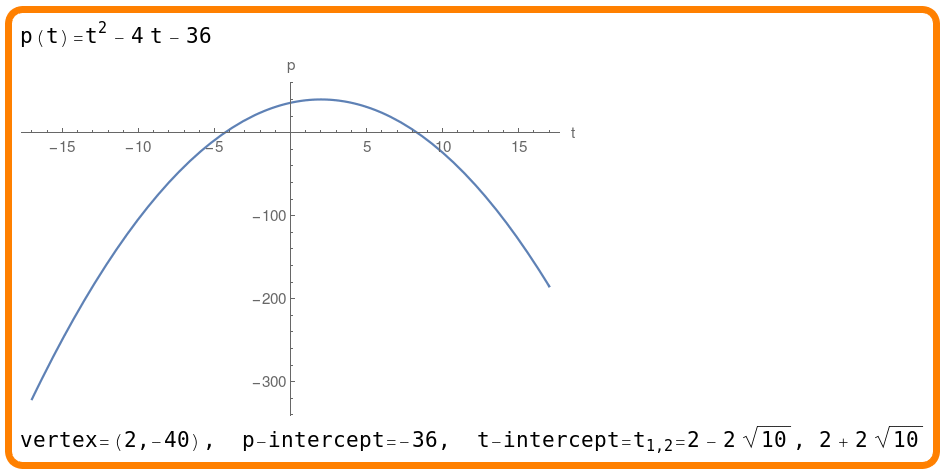 p(t)=t² − 4 t − 36
p
t
−15 −10 −5 5 10 15
−100
−200
−300
vertex=(2,−40), p−intercept=−36, t−intercept=t₁,₂=2 − 2 √10, 2 + 2 √10